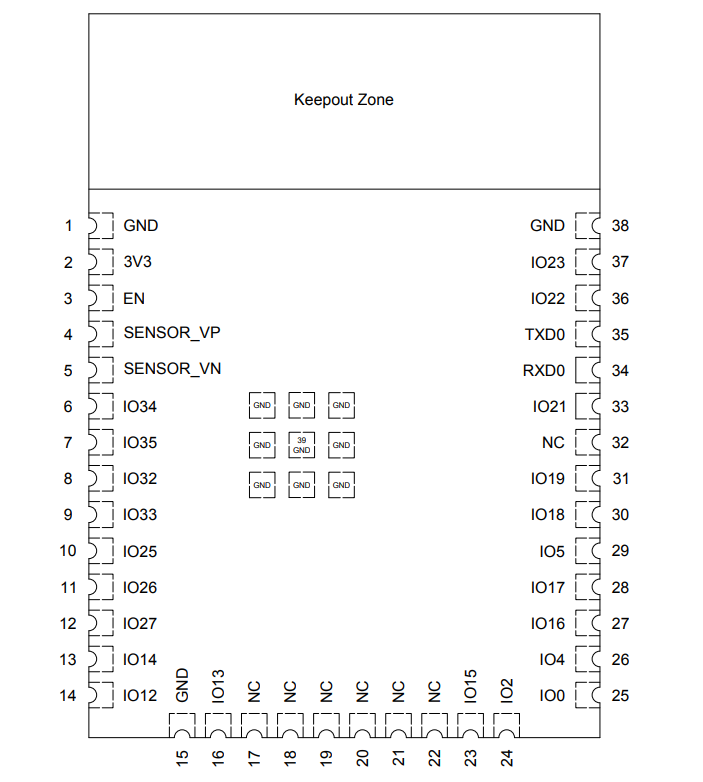 Keepout Zone
1 GND GND 38
2 3V3 IO23 37
3 EN IO22 36
4 SENSOR_VP TXD0 35
5 SENSOR_VN RXD0 34
6 IO34 GND GND GND IO21 33
7 IO35 GND 39 GND GND NC 32
8 IO32 GND GND GND IO19 31
9 IO33 IO18 30
10 IO25 IO5 29
11 IO26 IO17 28
12 IO27 IO16 27
13 IO14 IO4 26
14 IO12 IO0 25
GND IO13 NC NC NC NC NC NC IO15 IO2
15 16 17 18 19 20 21 22 23 24